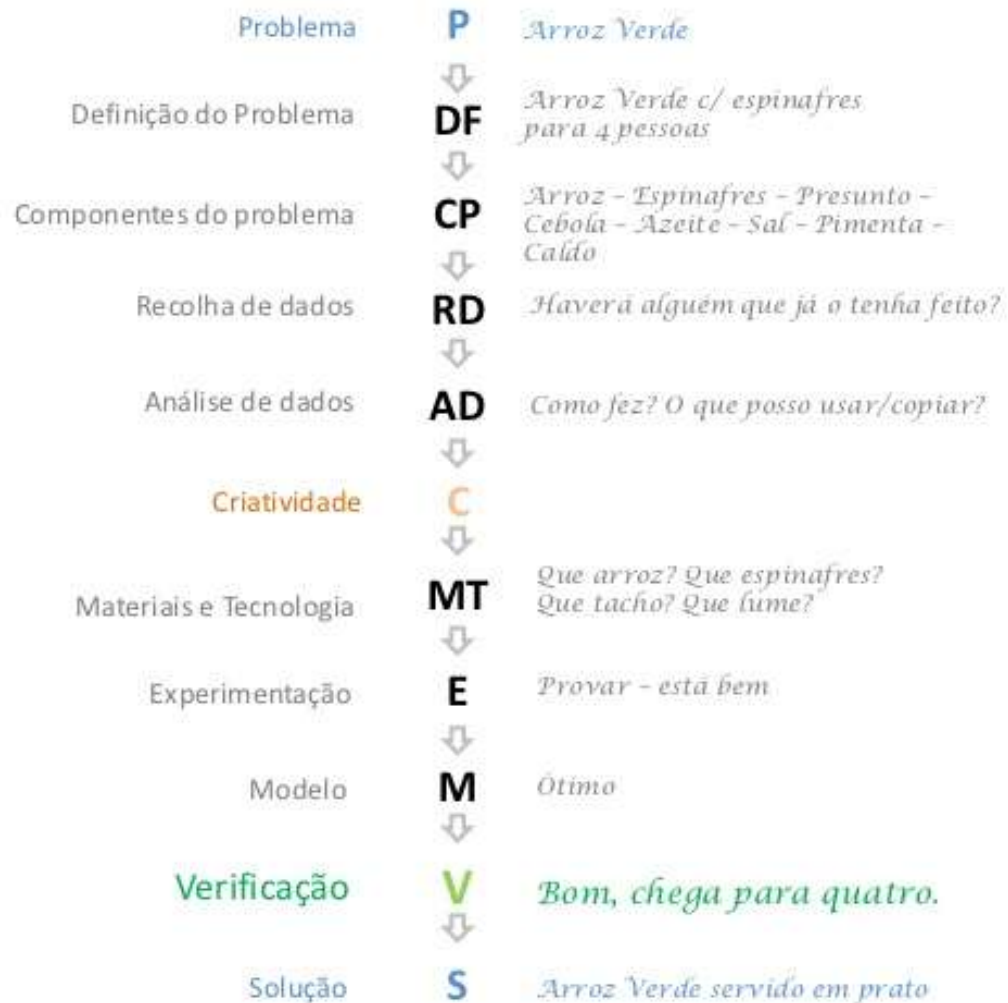 Problema P Arroz Verde
Definição do Problema DF Arroz Verde c/ espinafres
para 4 pessoas
Componentes do problema CP Arroz – Espinafres – Presunto –
Cebola – Azeite – Sal – Pimenta –
Caldo
Recolha de dados RD Haverá alguém que já o tenha feito?
Análise de dados AD Como fez? O que posso usar/copiar?
Criatividade C
Materiais e Tecnologia MT Que arroz? Que espinafres?
Que tacho? Que lume?
Experimentação E Provar – está bem
Modelo M Ótimo
Verificação V Bom, chega para quatro.
Solução S Arroz Verde servido em prato